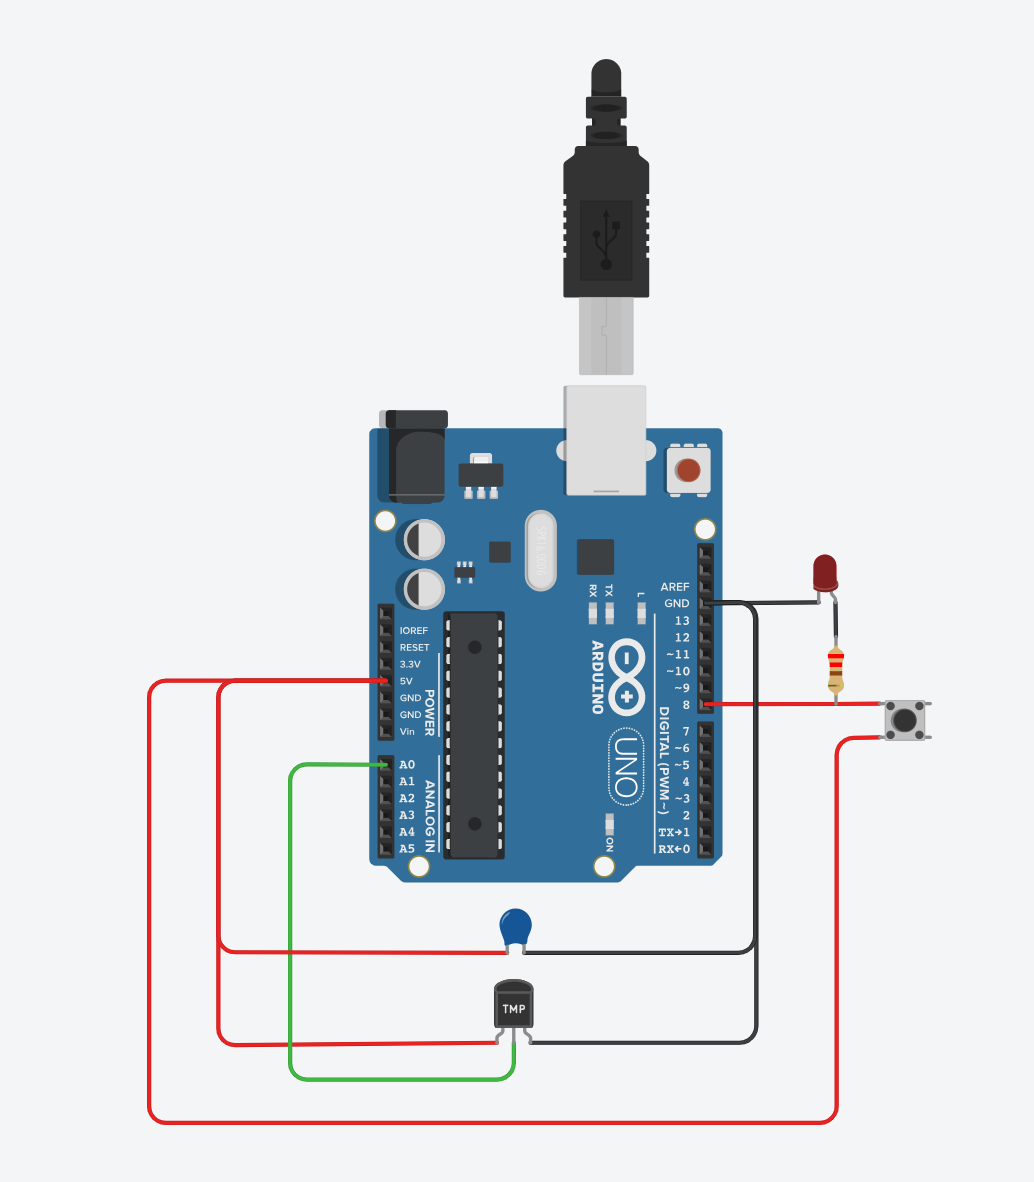 SPK16.000G
AREF
GND
13
12
~11
~10
~9
8
7
~6
~5
4
~3
2
TX→1
RX←0
DIGITAL (PWM~)
IOREF
RESET
3.3V
5V
GND
GND
Vin
POWER
A0
A1
A2
A3
A4
A5
ANALOG IN
RX
TX
L
ARDUINO
UNO
ON
TMP